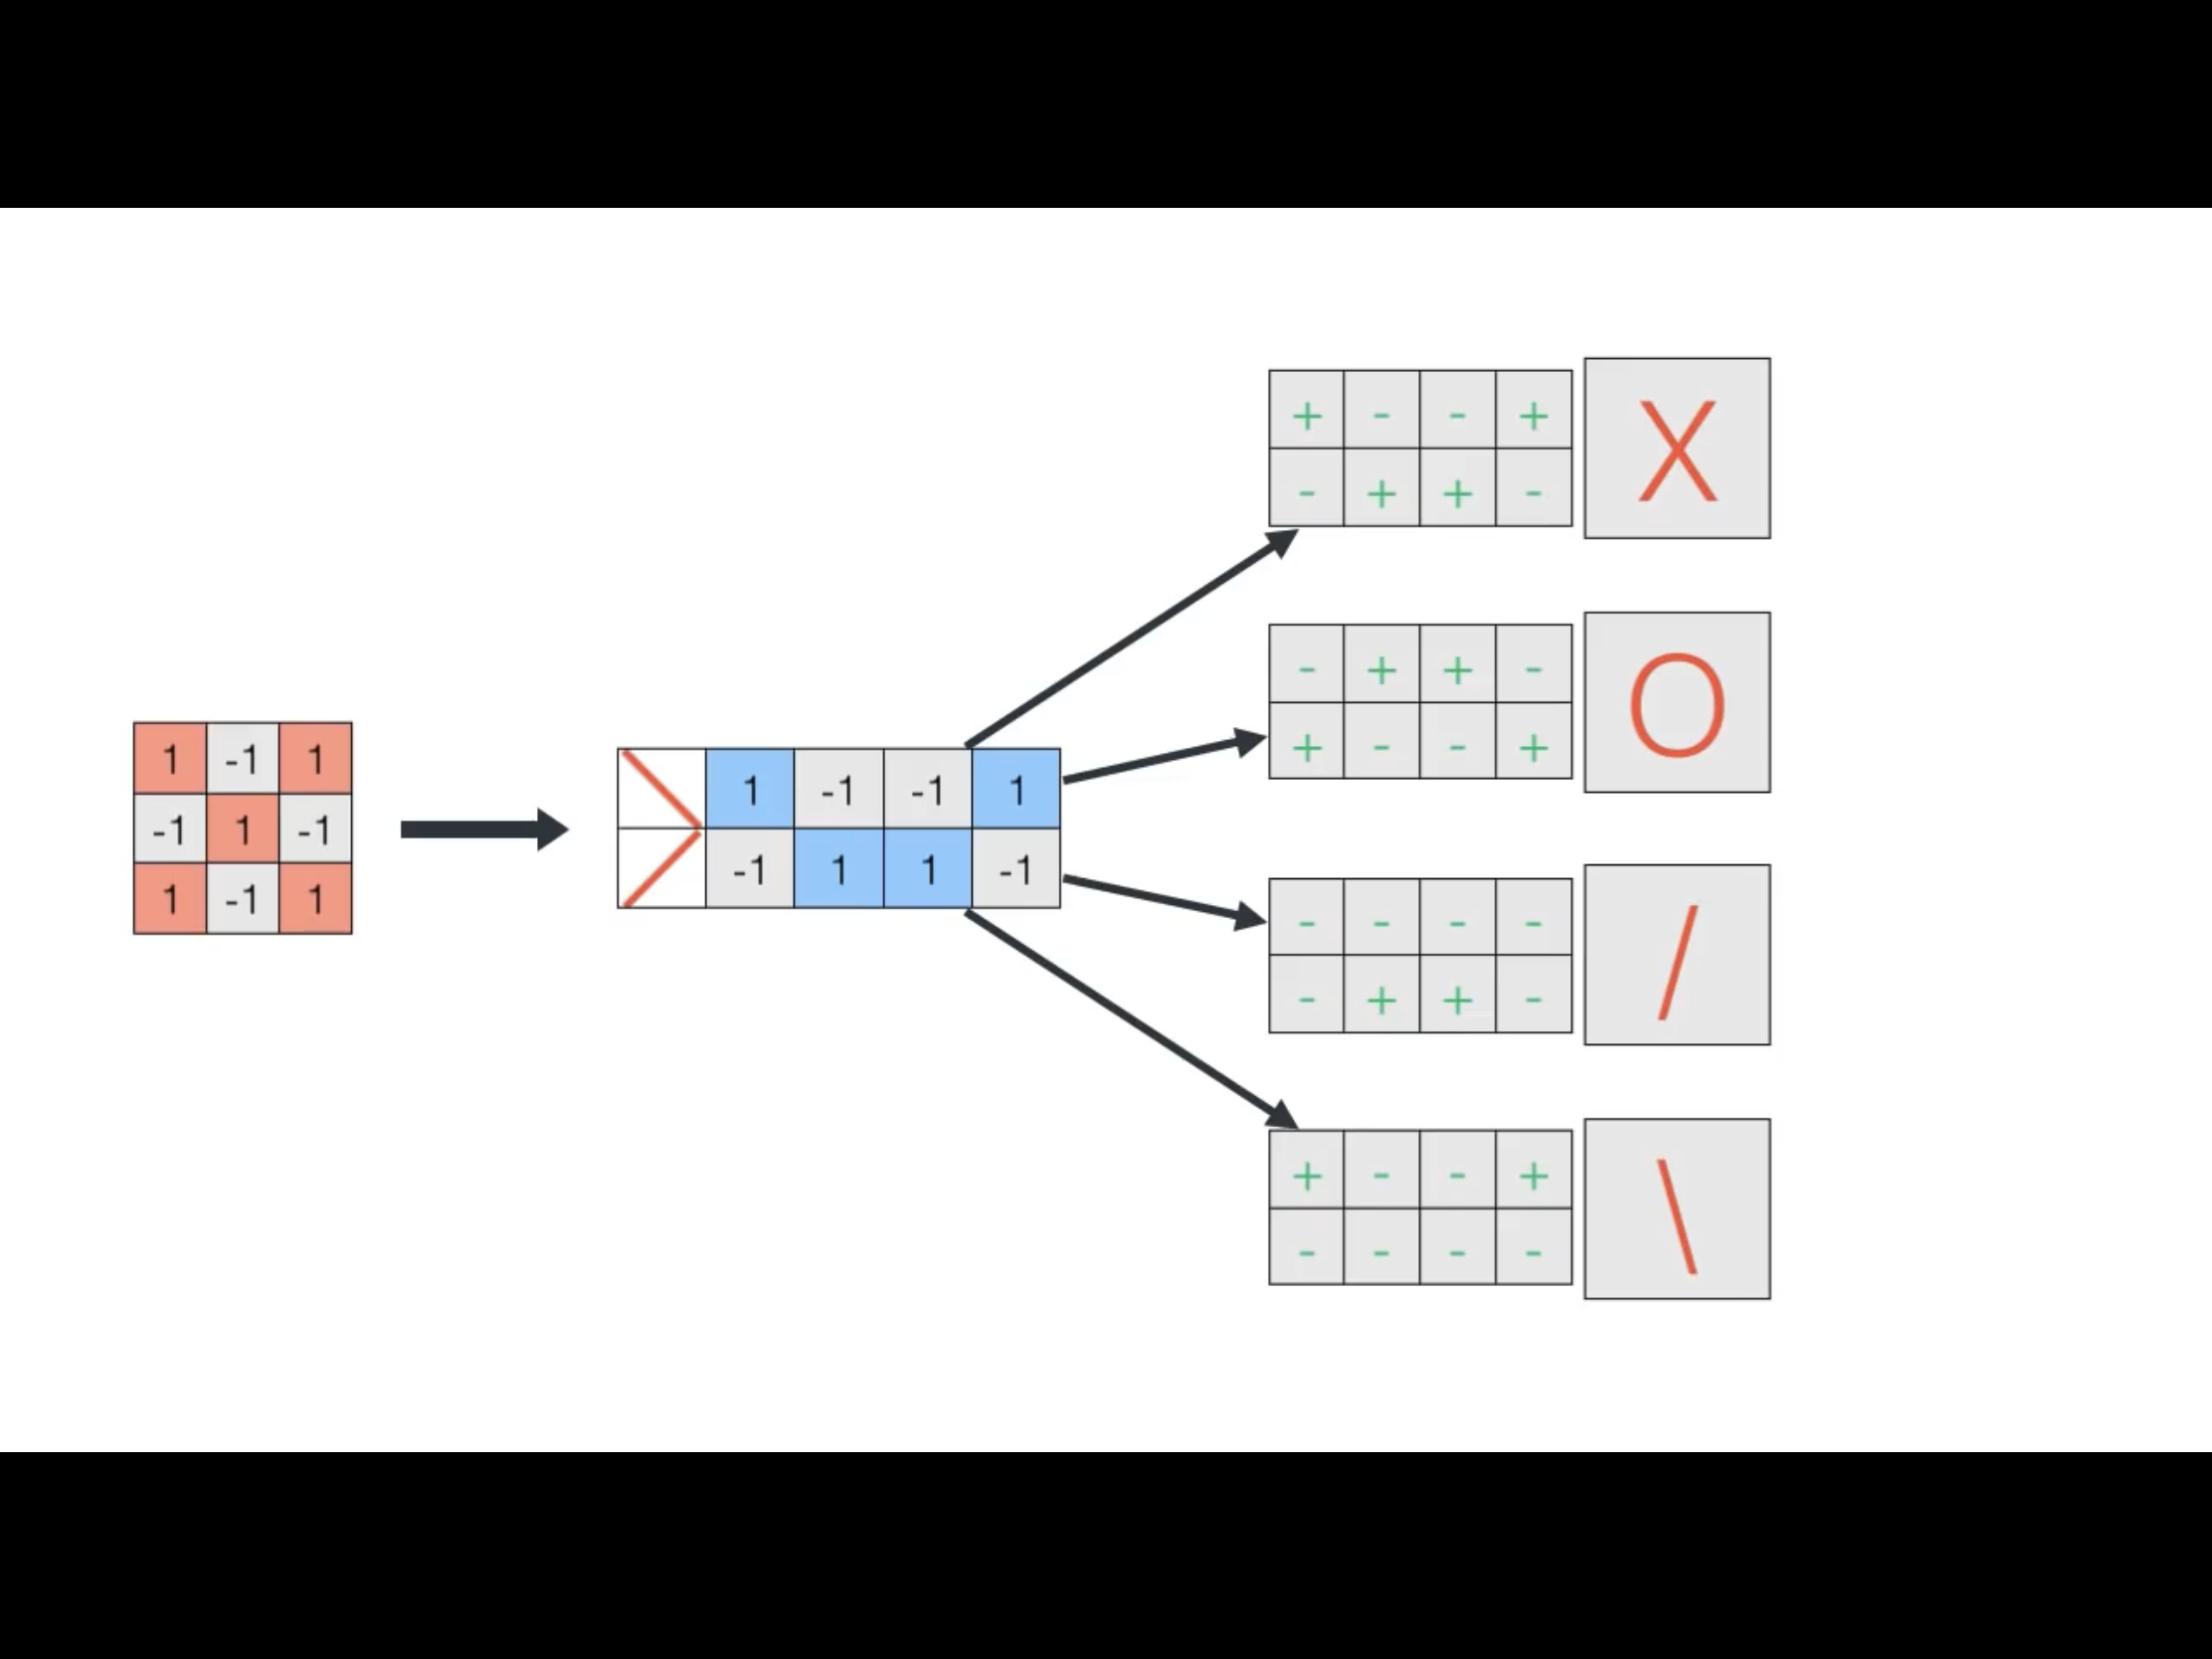 1 -1 1
-1 1 -1
1 -1 1
1 -1 -1 1
-1 1 1 -1
+ - - +
- + + -
X
- + + -
+ - - +
O
- - - -
- + + -
/
+ - - +
- - - -
\